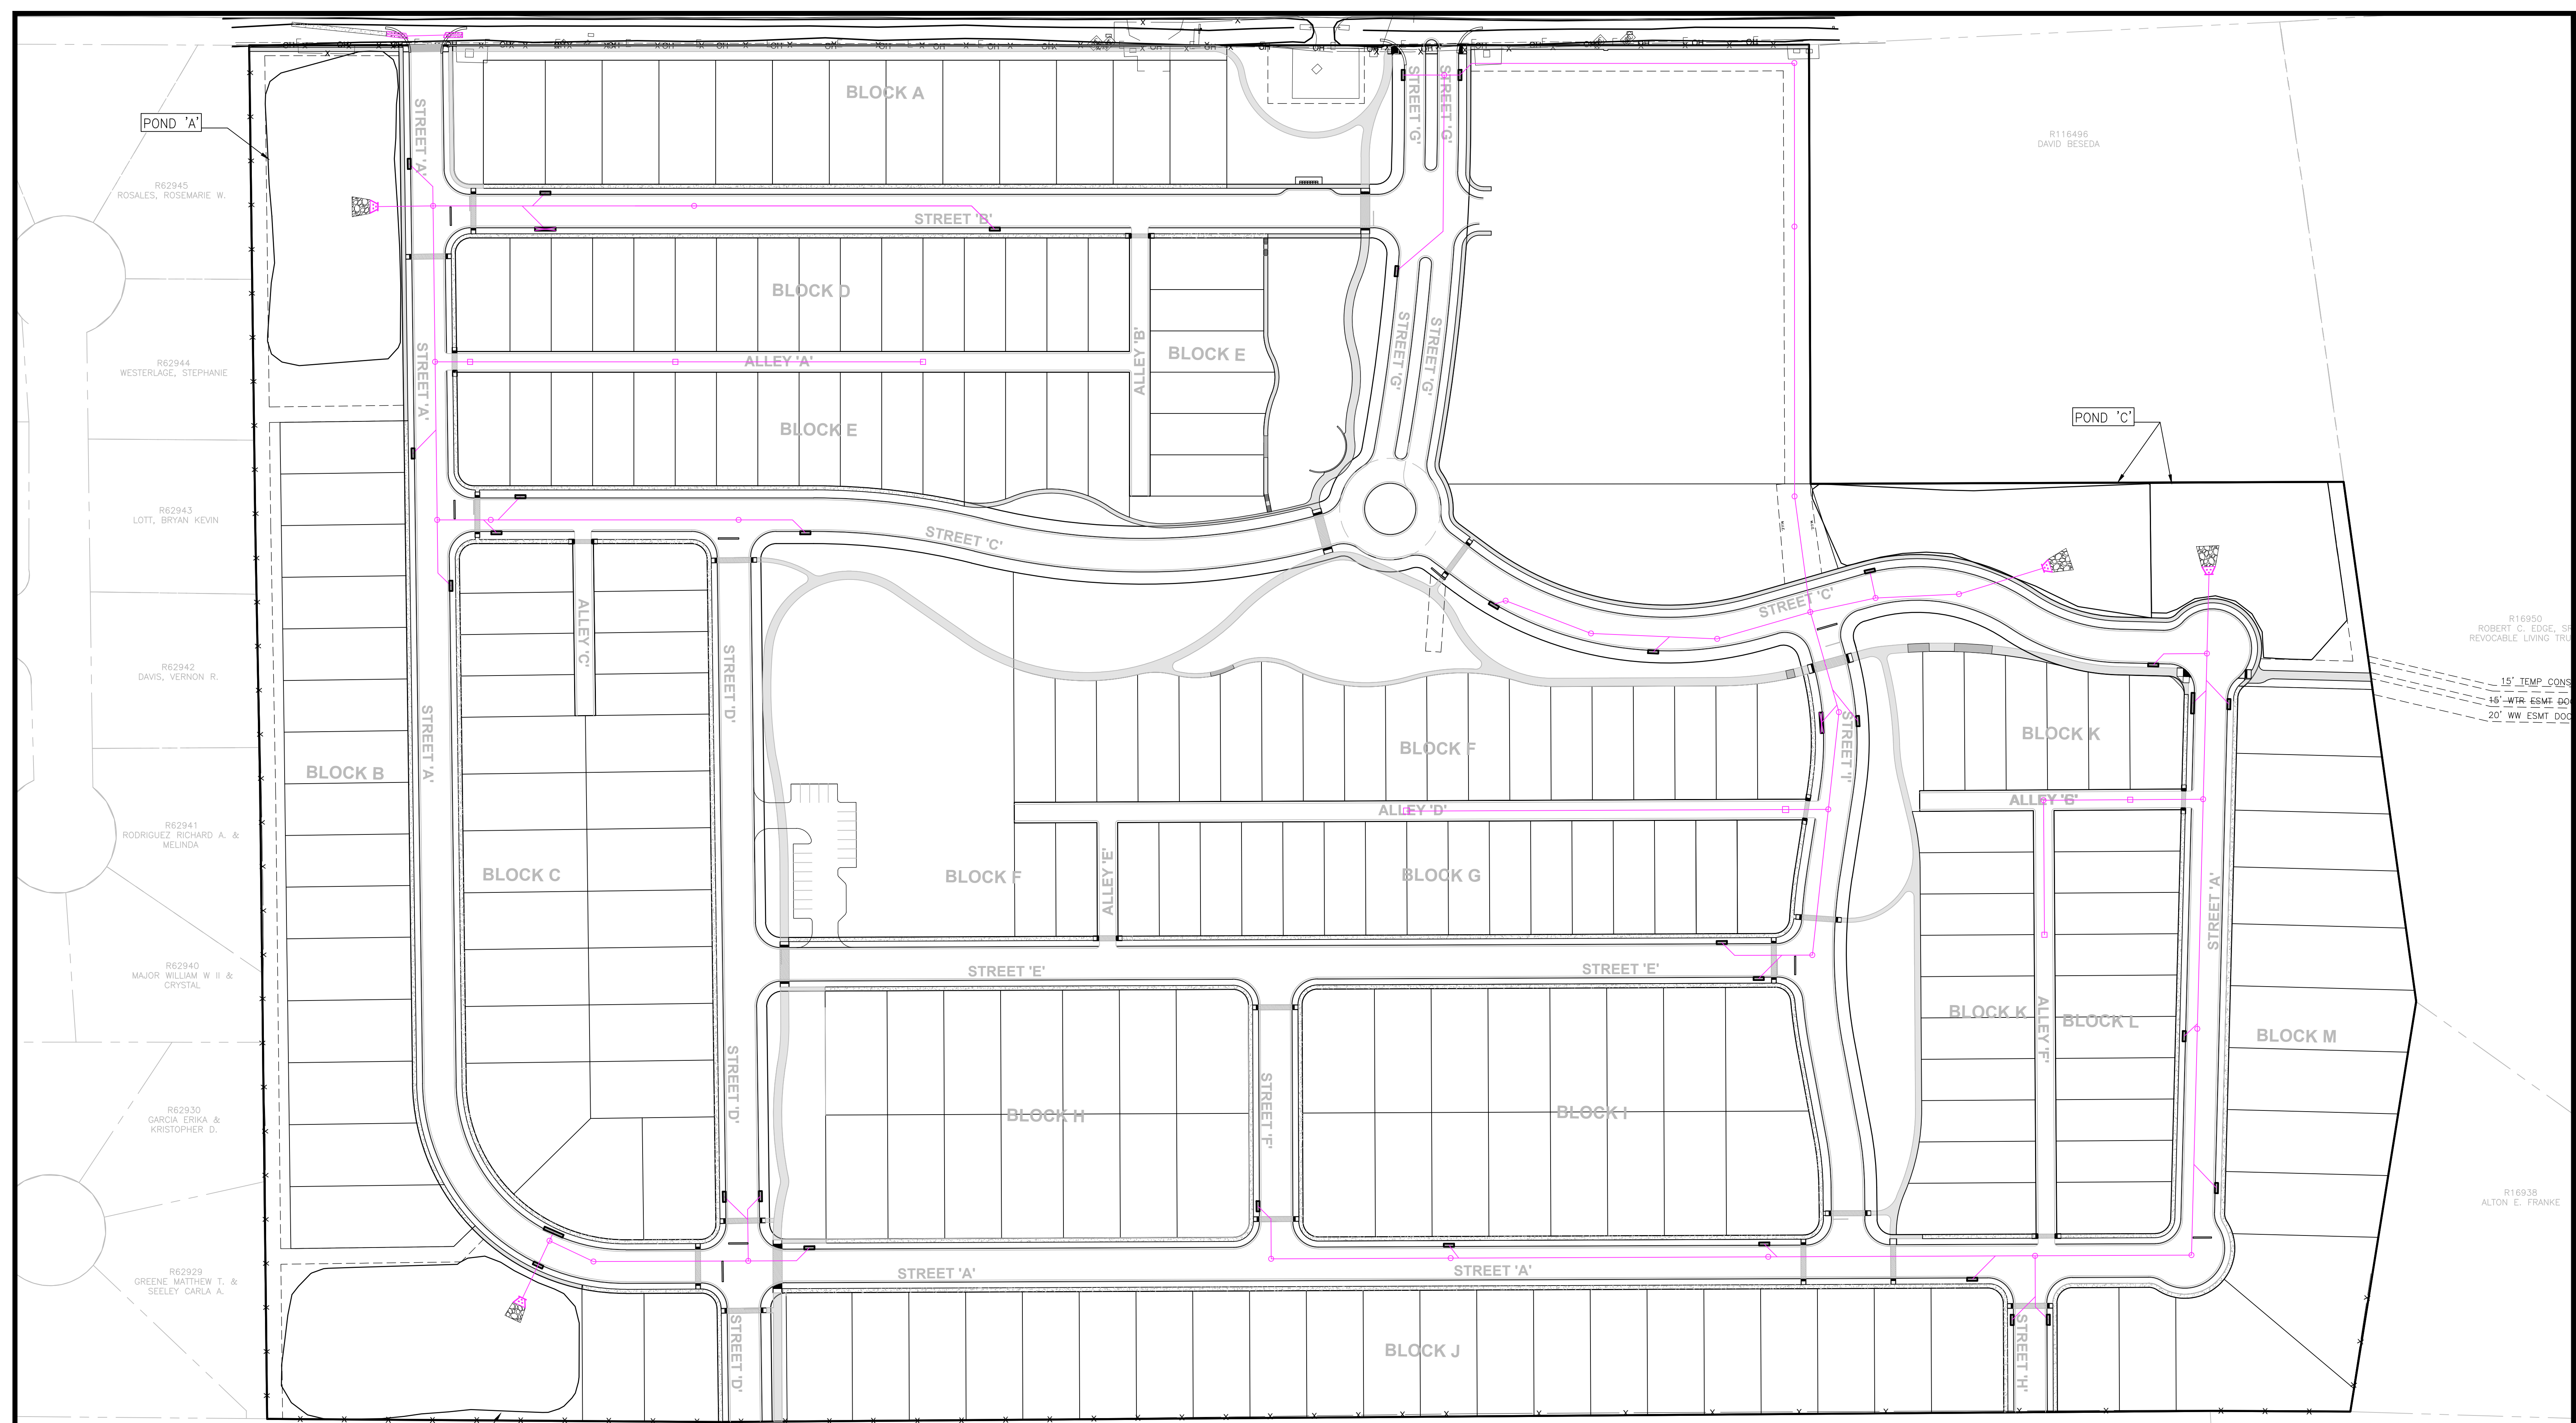 BLOCK A
POND 'A'
STREET 'A'
STREET 'G'
STREET 'G'
R116496
DAVID BESEDA
R62945
ROSALES, ROSEMARIE W.
STREET 'B'
BLOCK D
R62944
WESTERLAGE, STEPHANIE
STREET 'A'
ALLEY 'A'
ALLEY 'B'
BLOCK E
STREET 'G'
STREET 'G'
BLOCK E
POND 'C'
R62943
LOTT, BRYAN KEVIN
STREET 'C'
STREET 'C'
ALLEY 'C'
STREET 'D'
R16950
ROBERT C. EDGE, SR
REVOCABLE LIVING TRU
R62942
DAVIS, VERNON R.
15' TEMP CONS
15' WTR ESMT DOC
20' WW ESMT DOC
STREET 'A'
BLOCK B
BLOCK F
STREET 'I'
BLOCK K
ALLEY 'D'
ALLEY 'G'
R62941
RODRIGUEZ RICHARD A. &
MELINDA
BLOCK C
BLOCK F
ALLEY 'E'
BLOCK G
STREET 'A'
R62940
MAJOR WILLIAM W II &
CRYSTAL
STREET 'E'
STREET 'E'
BLOCK K
ALLEY 'F'
BLOCK L
BLOCK M
R62930
GARCIA ERIKA &
KRISTOPHER D.
STREET 'D'
BLOCK H
STREET 'F'
BLOCK I
R16938
ALTON E. FRANKE
R62929
GREENE MATTHEW T. &
SEELEY CARLA A.
STREET 'A'
STREET 'A'
STREET 'D'
BLOCK J
STREET 'H'